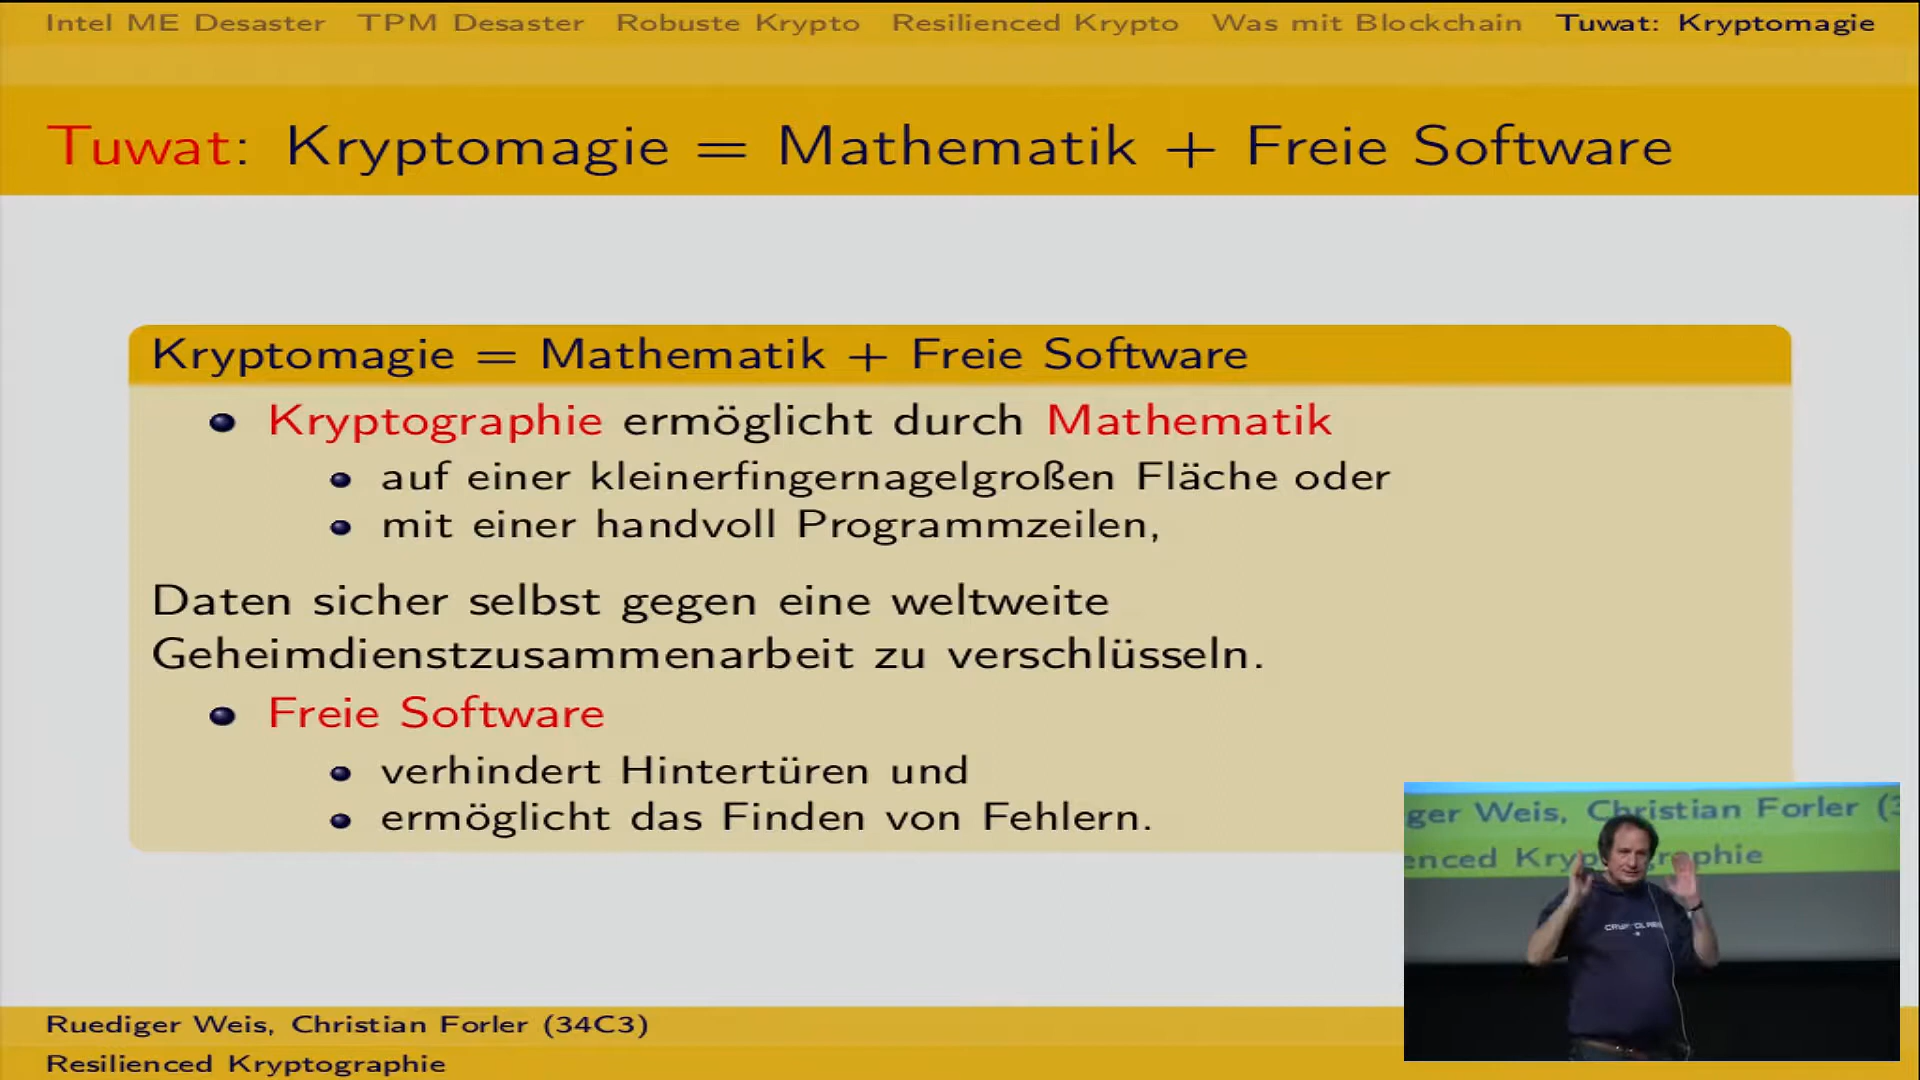 Intel ME Desaster TPM Desaster Robuste Krypto Resilienced Krypto Was mit Blockchain Tuwat: Kryptomagie
Tuwat: Kryptomagie = Mathematik + Freie Software
Kryptomagie = Mathematik + Freie Software
Kryptographie ermöglicht durch Mathematik
auf einer kleinerfingernagelgroßen Fläche oder
mit einer handvoll Programmzeilen,
Daten sicher selbst gegen eine weltweite
Geheimdienstzusammenarbeit zu verschlüsseln.
Freie Software
verhindert Hintertüren und
ermöglicht das Finden von Fehlern.
ger Weis, Christian Forler (3
enced Kryptographie
Ruediger Weis, Christian Forler (34C3)
Resilienced Kryptographie